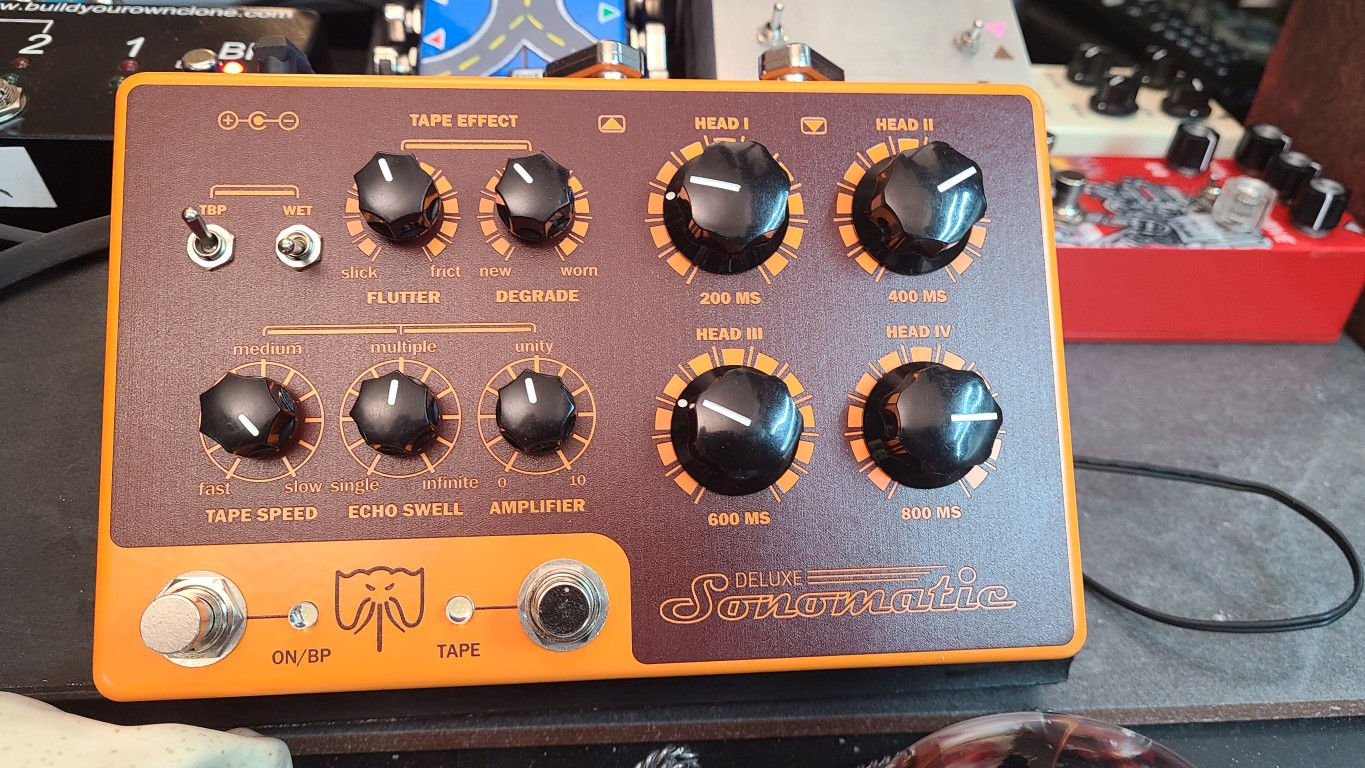 www.buildyourownclone.com
2
1
TAPE EFFECT
HEAD I
HEAD II
TBP
WET
slick
frict
new
worn
FLUTTER
DEGRADE
200 MS
400 MS
medium
multiple
unity
HEAD III
HEAD IV
fast
slow
single
infinite
0
10
TAPE SPEED
ECHO SWELL
AMPLIFIER
600 MS
800 MS
ON/BP
TAPE
DELUXE
Sonomatic